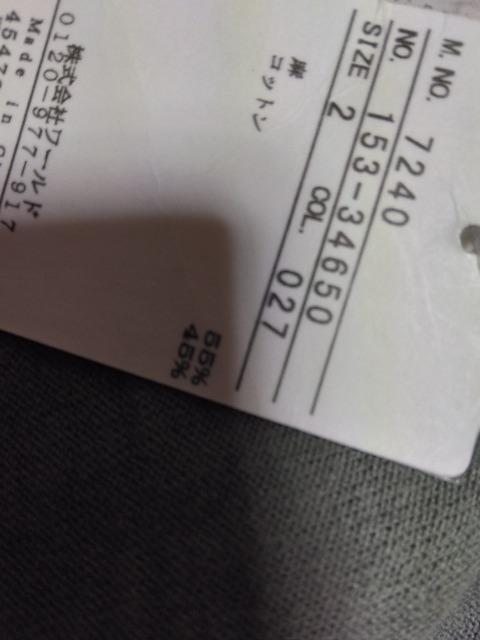 M. NO. 7240
NO. 153-34650
SIZE 2 COL. 027
麻 55%
コットン 45%
株式会社ワールド
0120-977-917
Made in